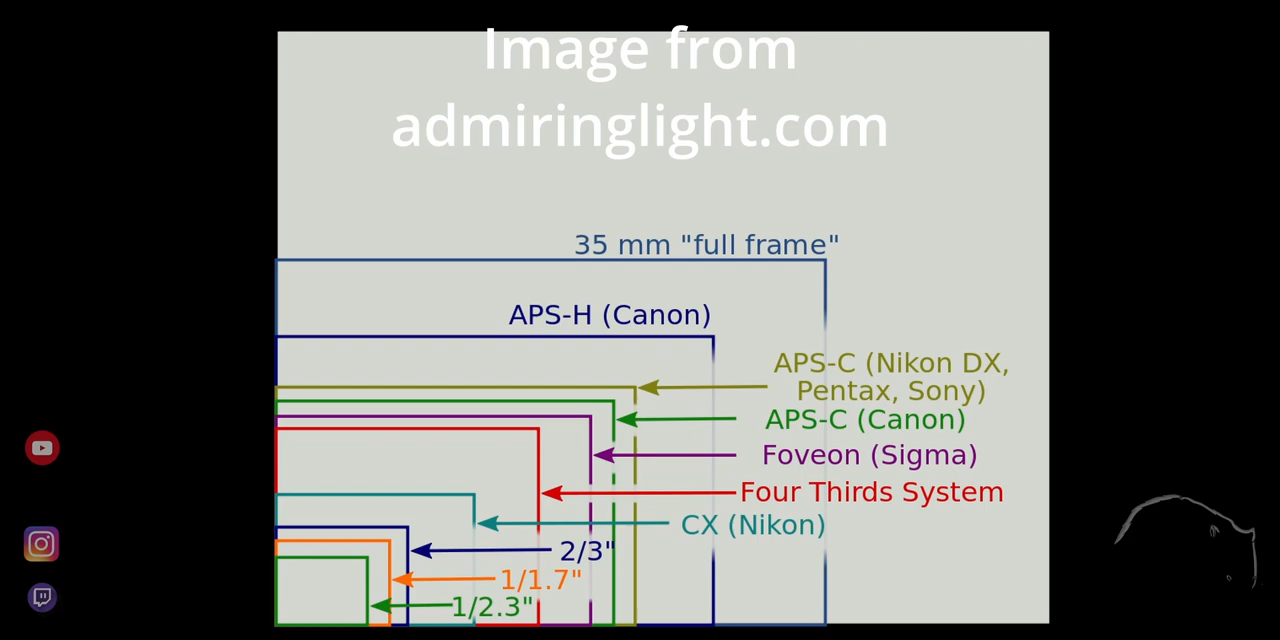 Image from
admiringlight.com
35 mm "full frame"
APS-H (Canon)
APS-C (Nikon DX,
Pentax, Sony)
APS-C (Canon)
Foveon (Sigma)
Four Thirds System
CX (Nikon)
2/3"
1/1.7"
1/2.3"